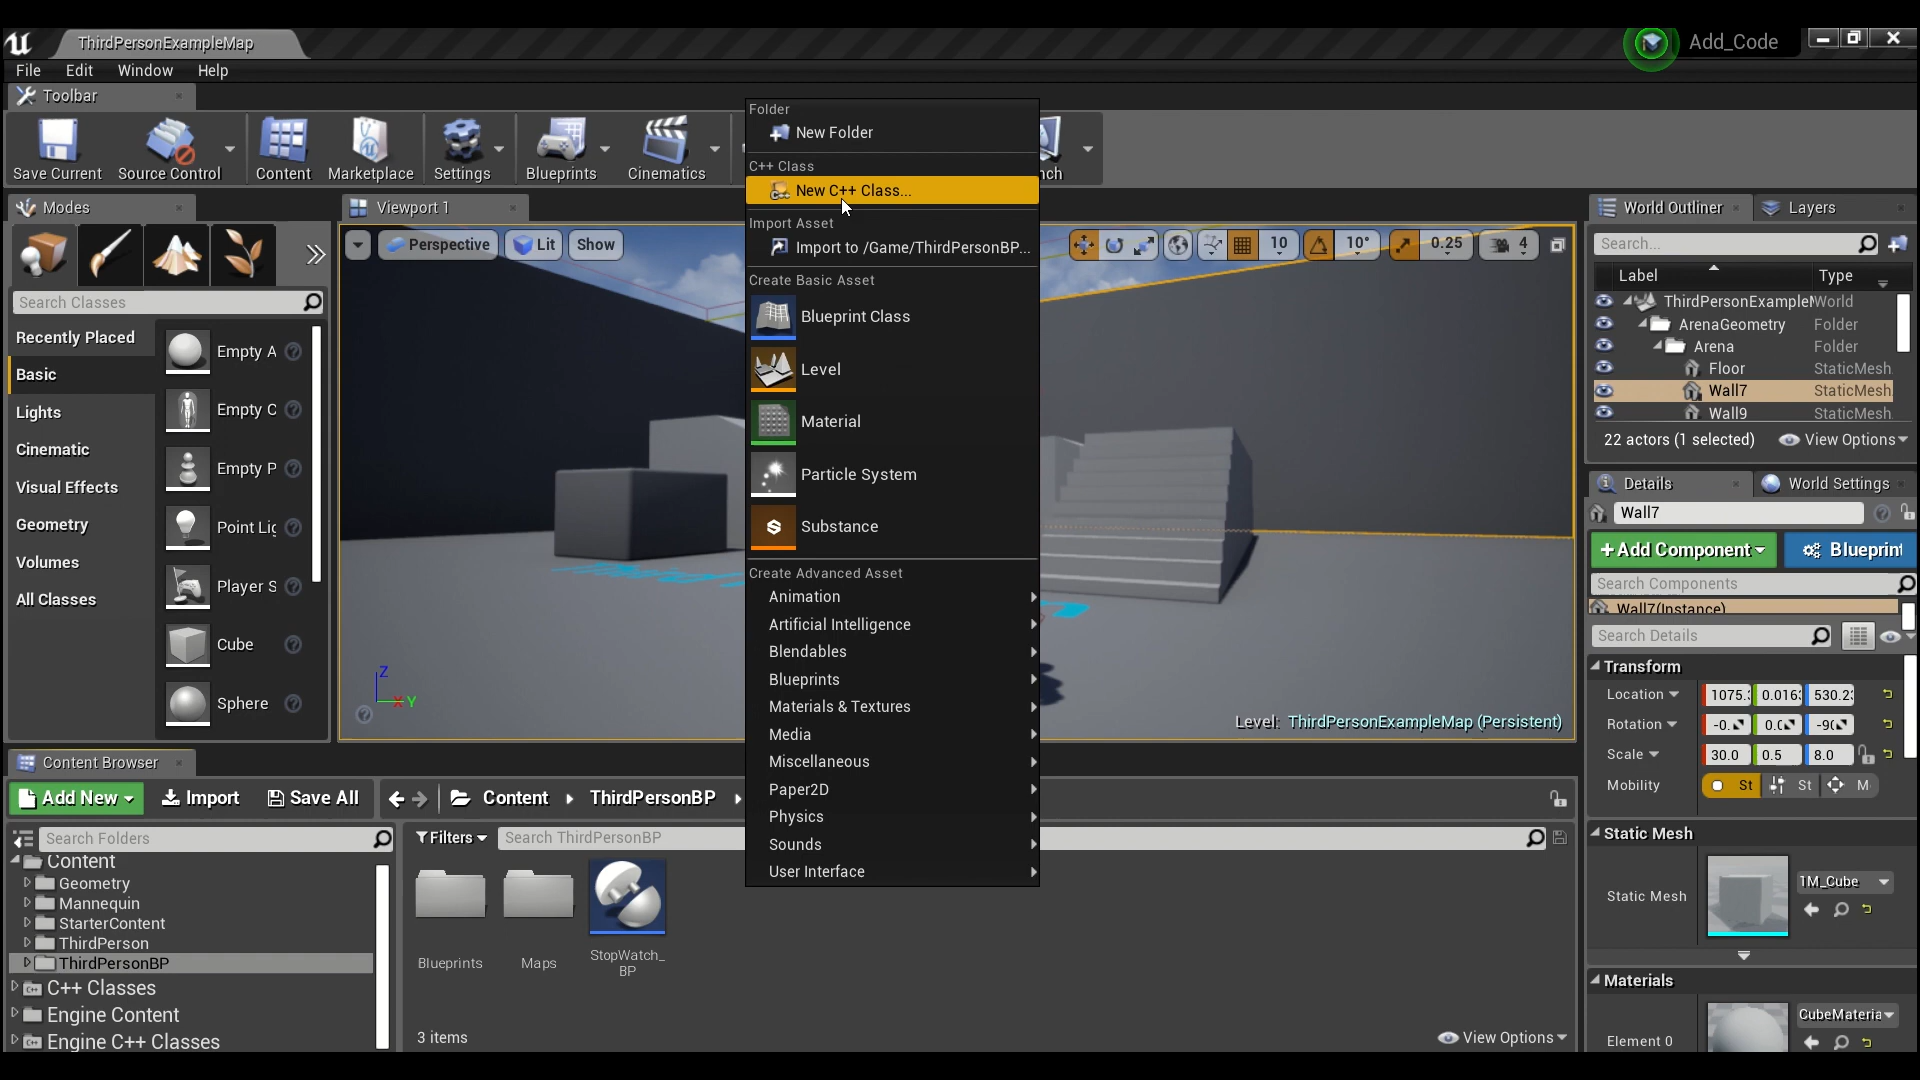 ThirdPersonExampleMap
Add_Code
File Edit Window Help
Toolbar
Save Current
Source Control
Content
Marketplace
Settings
Blueprints
Cinematics
nch
Modes
Search Classes
Recently Placed
Basic
Lights
Cinematic
Visual Effects
Geometry
Volumes
All Classes
Empty A
Empty C
Empty P
Point Lig
Player S
Cube
Sphere
Viewport 1
Perspective
Lit
Show
10
10°
0.25
4
Z
X Y
Level: ThirdPersonExampleMap (Persistent)
Folder
New Folder
C++ Class
New C++ Class...
Import Asset
Import to /Game/ThirdPersonBP...
Create Basic Asset
Blueprint Class
Level
Material
Particle System
Substance
Create Advanced Asset
Animation
Artificial Intelligence
Blendables
Blueprints
Materials & Textures
Media
Miscellaneous
Paper2D
Physics
Sounds
User Interface
World Outliner
Layers
Search...
Label Type
ThirdPersonExampleM World
ArenaGeometry Folder
Arena Folder
Floor StaticMesh
Wall7 StaticMesh
Wall9 StaticMesh
22 actors (1 selected)
View Options
Details
World Settings
Wall7
+Add Component
Blueprint
Search Components
Wall7(Instance)
Search Details
Transform
Location 1075. 0.016 530.2
Rotation -0. 0.0 -90
Scale 30.0 0.5 8.0
Mobility St St M
Static Mesh
Static Mesh
1M_Cube
Materials
Element 0
CubeMateria
Content Browser
Add New
Import
Save All
Content
ThirdPersonBP
Search Folders
Content
Geometry
Mannequin
StarterContent
ThirdPerson
ThirdPersonBP
C++ Classes
Engine Content
Engine C++ Classes
Filters
Search ThirdPersonBP
Blueprints
Maps
StopWatch_
BP
3 items
View Options